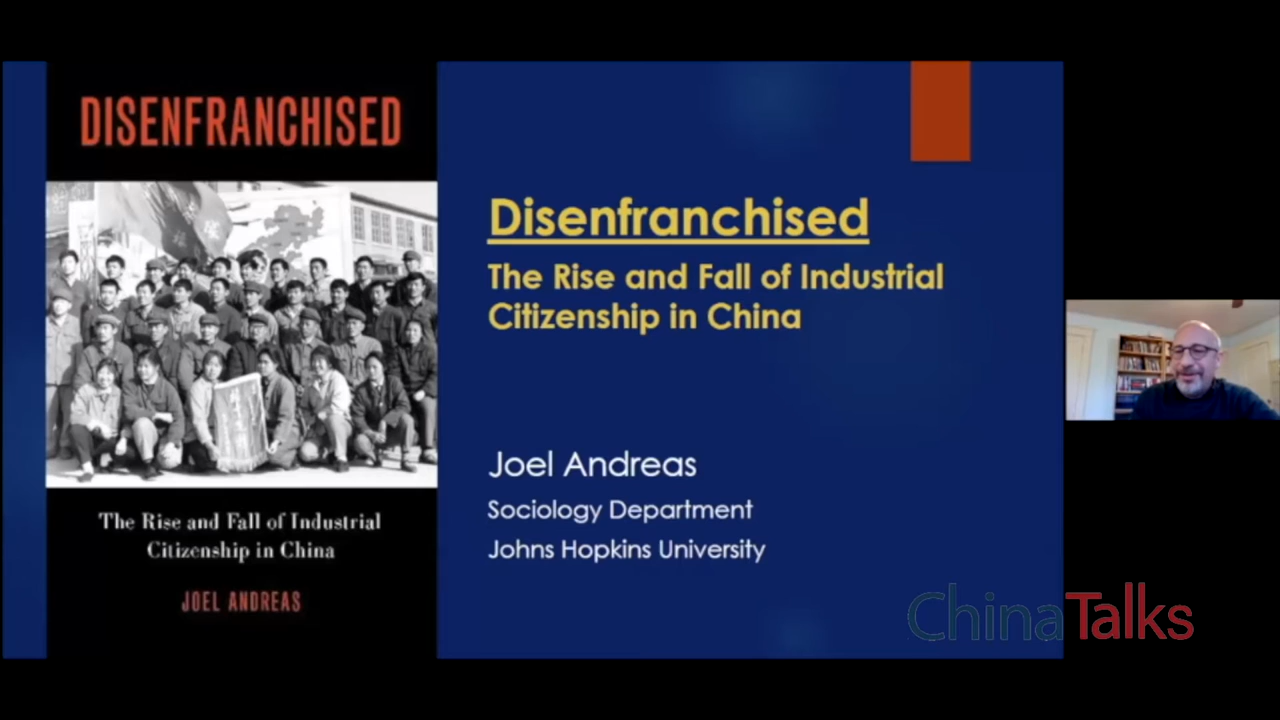 DISENFRANCHISED
The Rise and Fall of Industrial
Citizenship in China
JOEL ANDREAS
Disenfranchised
The Rise and Fall of Industrial
Citizenship in China
Joel Andreas
Sociology Department
Johns Hopkins University
ChinaTalks